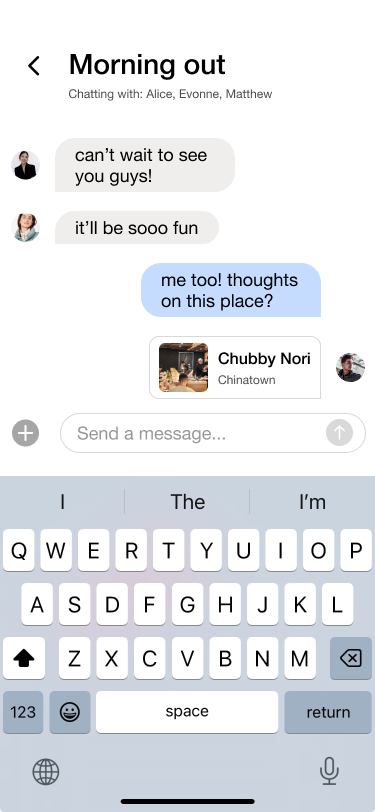 Morning out
Chatting with: Alice, Evonne, Matthew
can’t wait to see
you guys!
it’ll be sooo fun
me too! thoughts
on this place?
Chubby Nori
Chinatown
Send a message...
I The I’m
Q W E R T Y U I O P
A S D F G H J K L
Z X C V B N M
123 space return